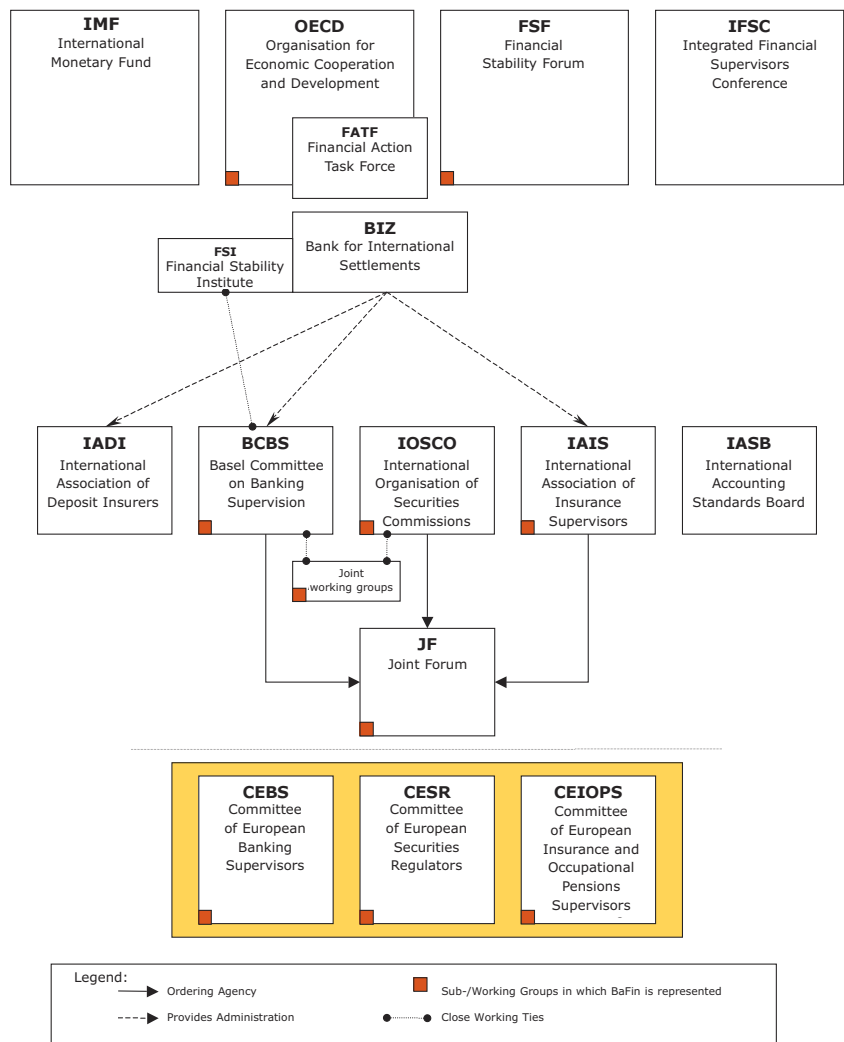 IMF
International
Monetary Fund
OECD
Organisation for
Economic Cooperation
and Development
FSF
Financial
Stability Forum
IFSC
Integrated Financial
Supervisors
Conference
FATF
Financial Action
Task Force
BIZ
Bank for International
Settlements
FSI
Financial Stability
Institute
IADI
International
Association of
Deposit Insurers
BCBS
Basel Committee
on Banking
Supervision
IOSCO
International
Organisation of
Securities
Commissions
IAIS
International
Association of
Insurance
Supervisors
IASB
International
Accounting
Standards Board
Joint
working groups
JF
Joint Forum
CEBS
Committee
of European
Banking
Supervisors
CESR
Committee
of European
Securities
Regulators
CEIOPS
Committee
of European
Insurance and
Occupational
Pensions
Supervisors
Legend:
Ordering Agency
Sub-/Working Groups in which BaFin is represented
Provides Administration
Close Working Ties